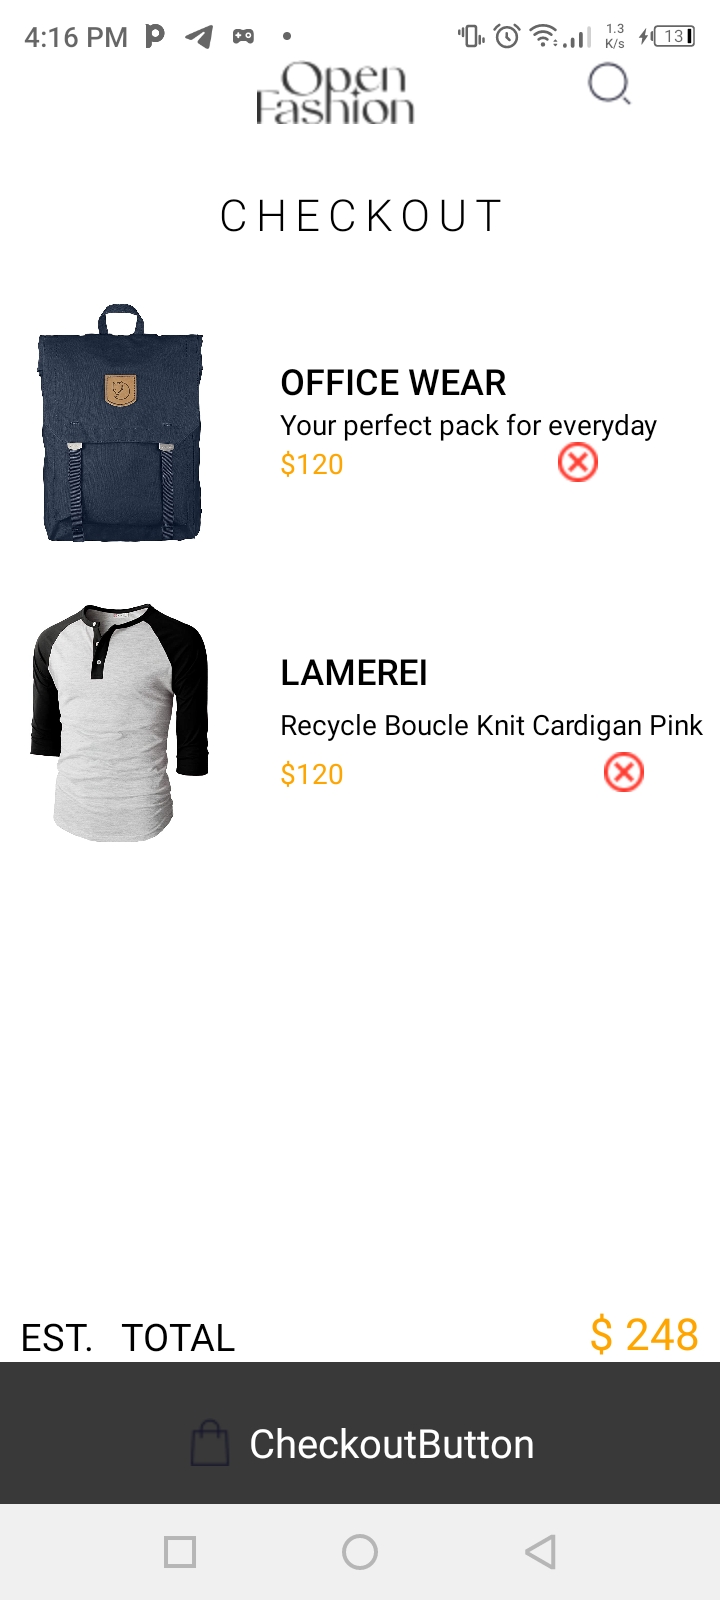 4:16 PM
1.3
K/s
13
Open
Fashion
CHECKOUT
OFFICE WEAR
Your perfect pack for everyday
$120
LAMEREI
Recycle Boucle Knit Cardigan Pink
$120
EST. TOTAL
$ 248
CheckoutButton